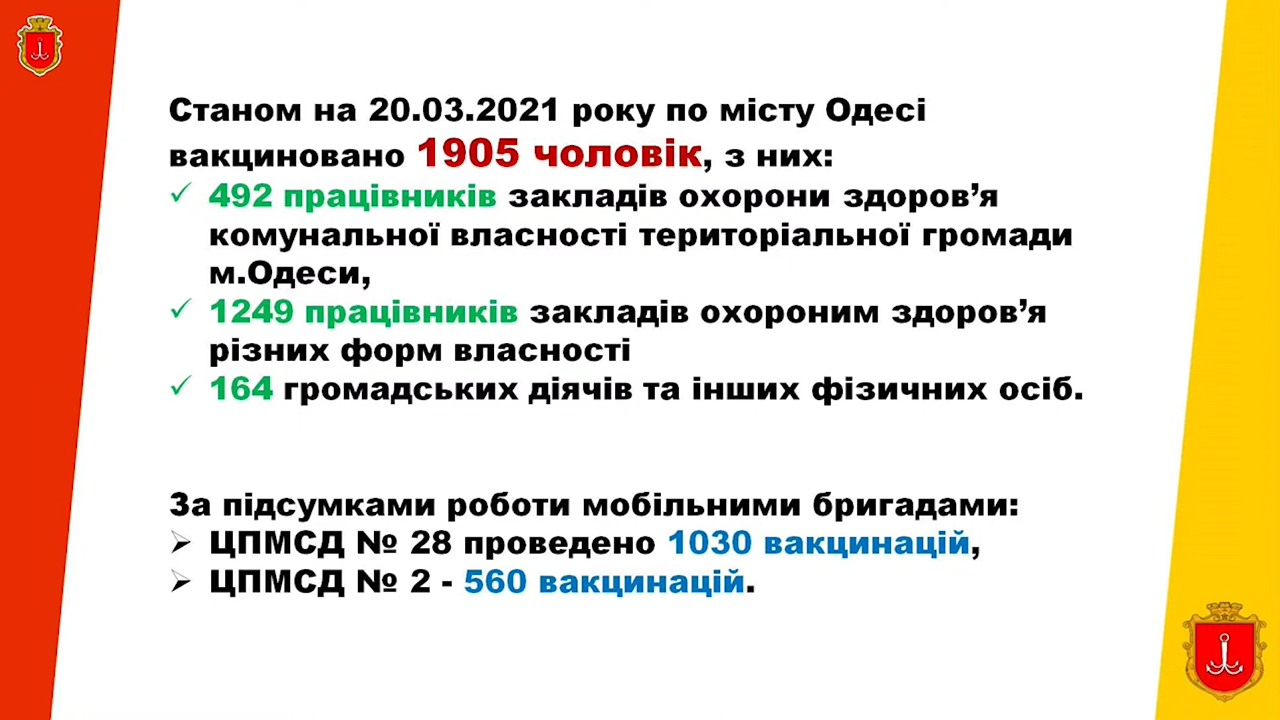 Станом на 20.03.2021 року по місту Одесі
вакциновано 1905 чоловік, з них:
✓ 492 працівників закладів охорони здоров’я
комунальної власності територіальної громади
м.Одеси,
✓ 1249 працівників закладів охороним здоров’я
різних форм власності
✓ 164 громадських діячів та інших фізичних осіб.
За підсумками роботи мобільними бригадами:
➢ ЦПМСД № 28 проведено 1030 вакцинацій,
➢ ЦПМСД № 2 - 560 вакцинацій.